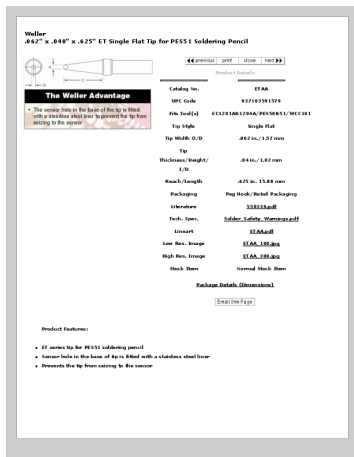 Weller
.062" x .040" x .625" ET Single Flat Tip for PES51 Soldering Pencil
previous print close next
Product Details
The Weller Advantage
• The sensor hole in the base of the tip is fitted
with a stainless steel liner to prevent the tip from
seizing to the sensor
Catalog No. ETAA
UPC Code 037103501570
Fits Tool(s)
Tip Style Single Flat
Tip Width O/D .062 in./1.57 mm
Tip
Thickness/Height/ .04 in./1.02 mm
I/D
Reach/Length .625 in. 15.88 mm
Packaging Peg Hook/Retail Packaging
Literature
Tech. Spec. Solder_Safety_Warnings.pdf
Lineart ETAA.pdf
Low Res. Image ETAA_100.jpg
High Res. Image ETAA_300.jpg
Stock Item Normal Stock Item
Package Details (Dimensions)
Email this Page
Product Features:
• ET series tip for PES51 soldering pencil
• Sensor hole in the base of tip is fitted with a stainless steel liner
• Prevents the tip from seizing to the sensor